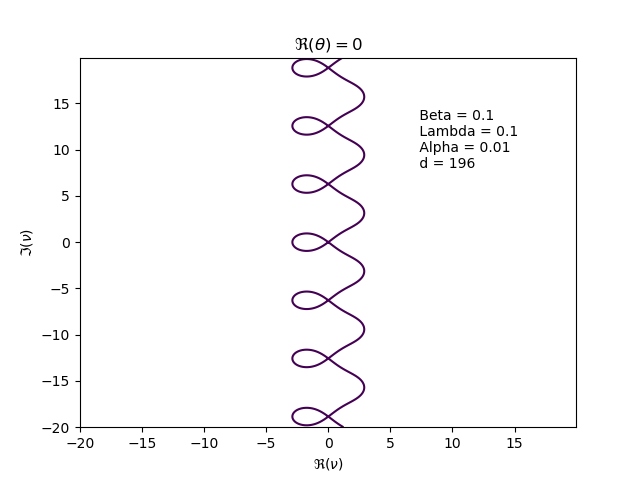 ℜ(θ) = 0
15
10
5
0
−5
−10
−15
−20
ℑ(ν)
Beta = 0.1
Lambda = 0.1
Alpha = 0.01
d = 196
−20 −15 −10 −5 0 5 10 15
ℜ(ν)